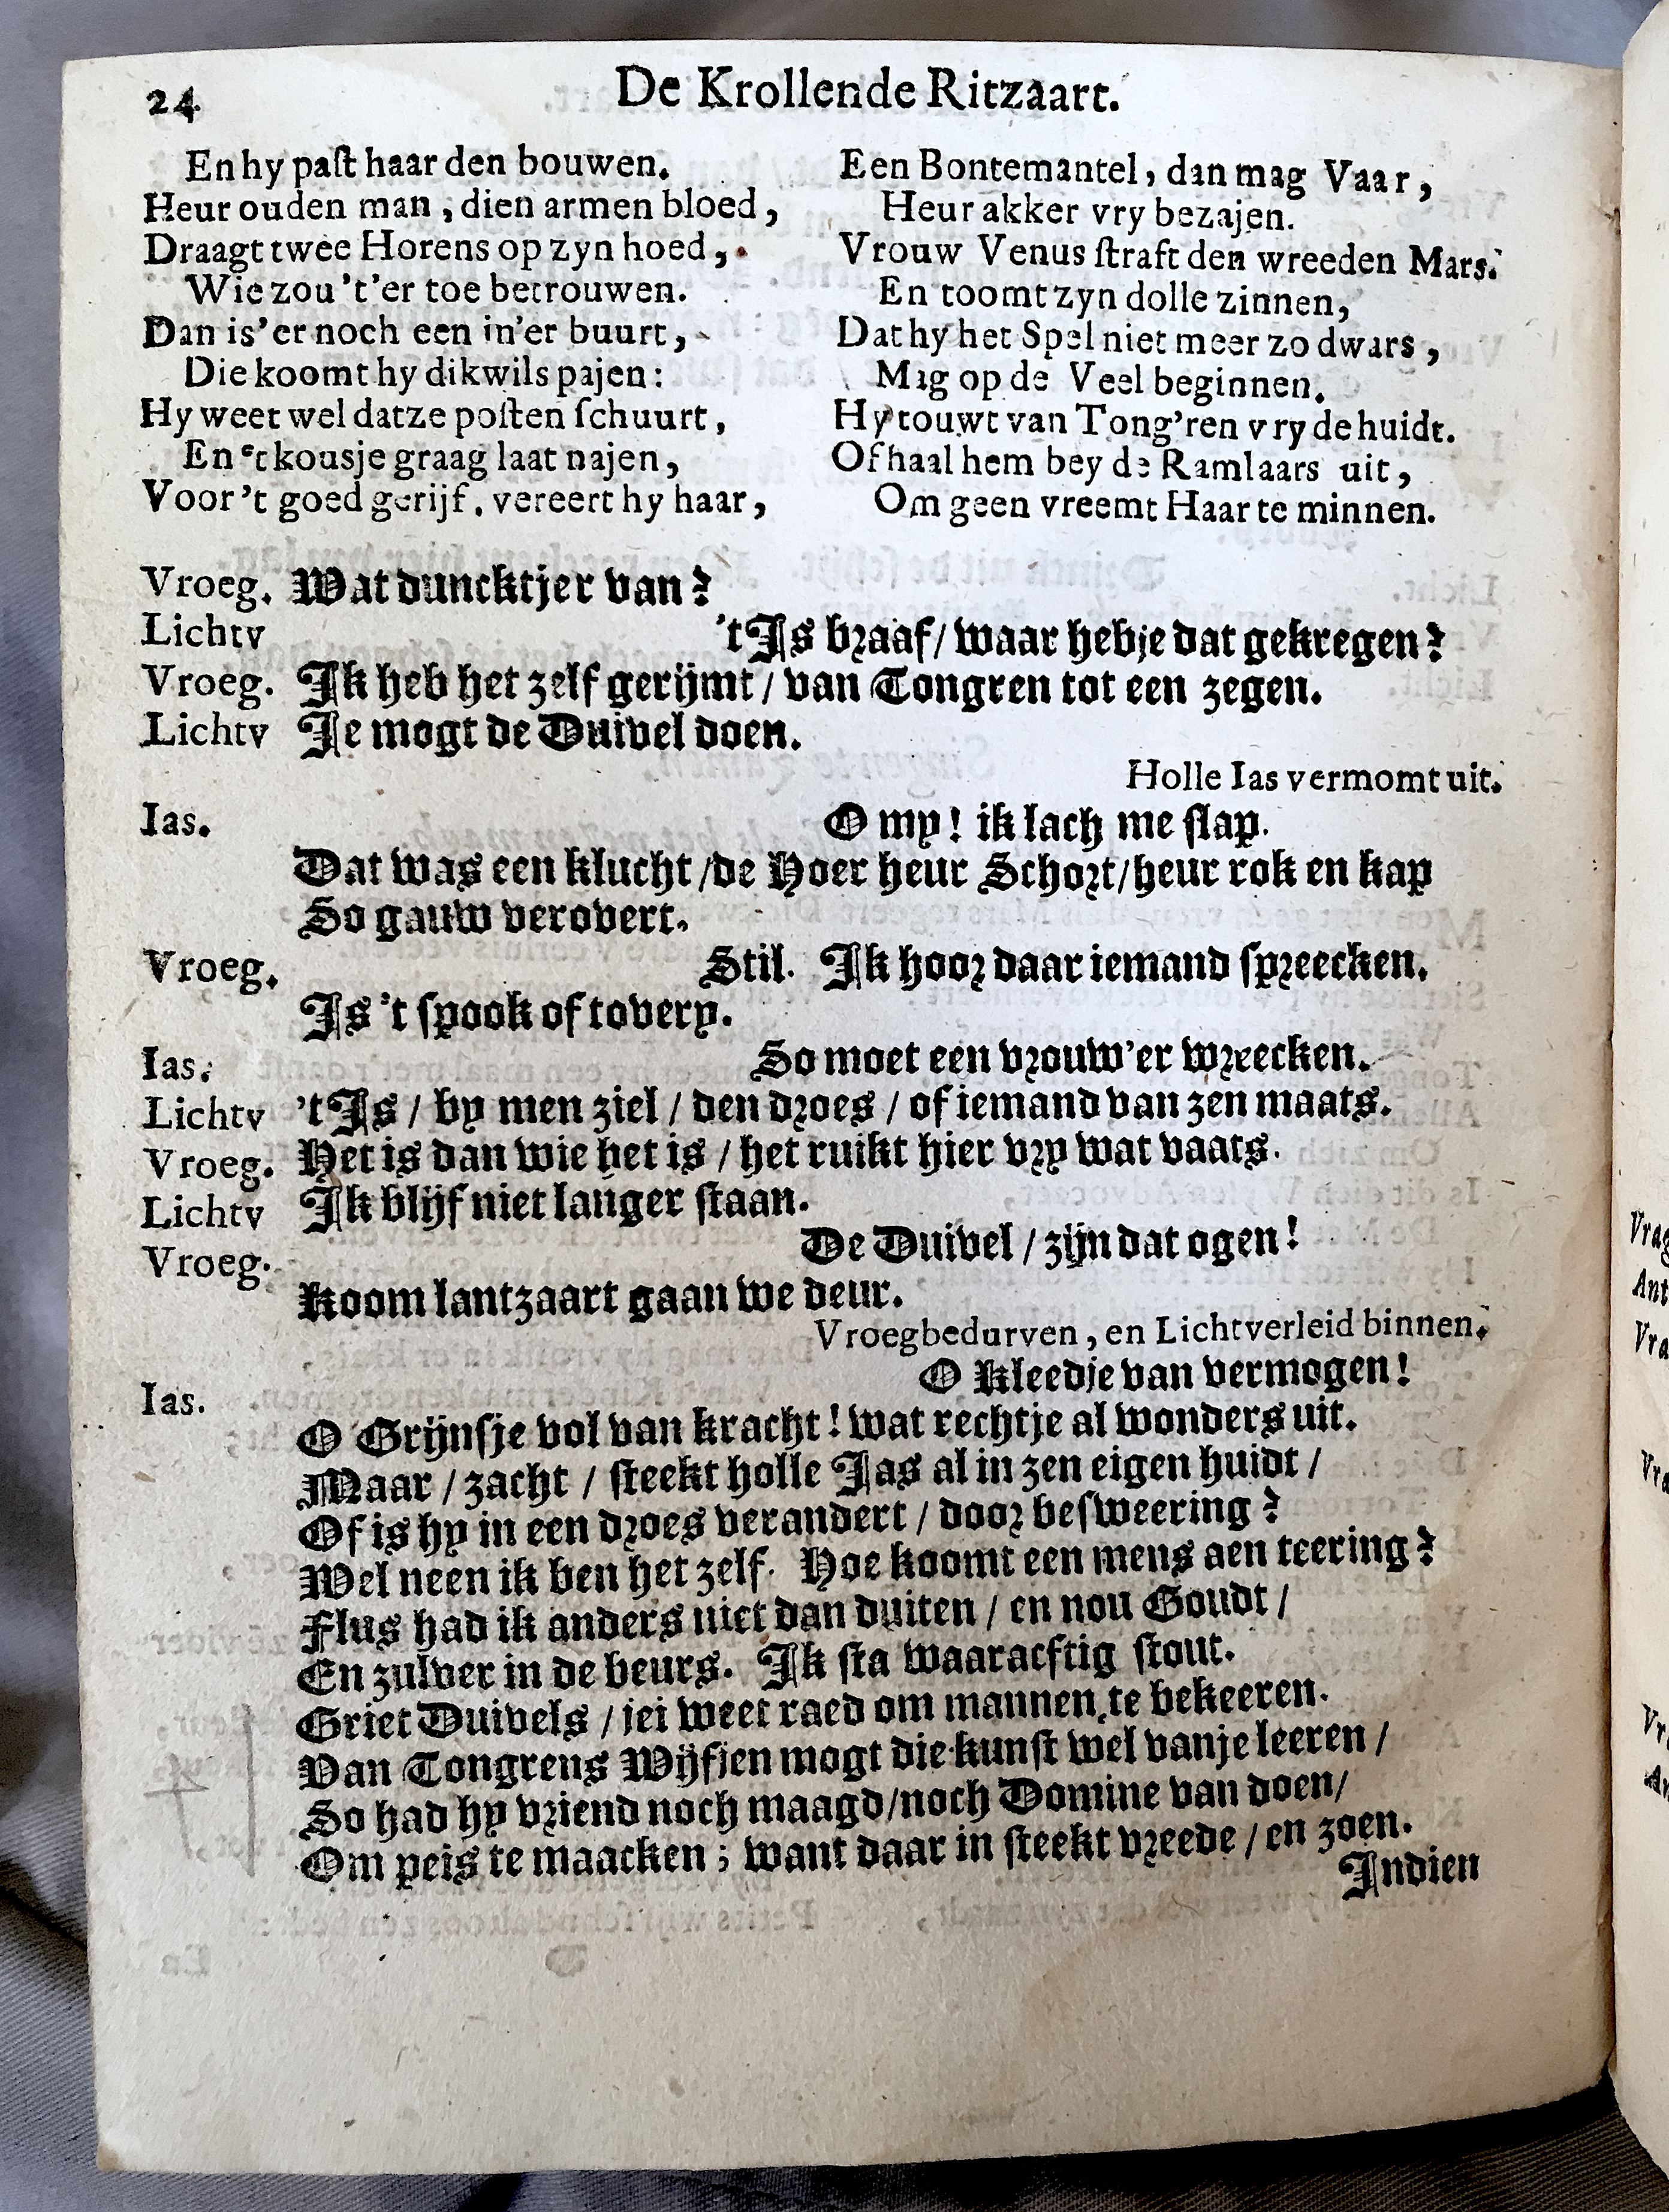 24
De Krollende Ritzaart.
En hy past haar den bouwen.
Heur ouden man, dien armen bloed,
Draagt twee Horens op zyn hoed,
Wie zou 't'er toe betrouwen.
Dan is'er noch een in'er buurt,
Die koomt hy dikwils pajen:
Hy weet wel datze posten schuurt,
En 't kousje graag laat najen,
Voor 't goed gerijf, vereert hy haar,
Een Bontemantel, dan mag Vaar,
Heur akker vry bezajen.
Vrouw Venus straft den wreeden Mars.
En toomt zyn dolle zinnen,
Dat hy het Spel niet meer zo dwars,
Mag op de Veel beginnen.
Hy touwt van Tong'ren vry de huidt.
Of haal hem bey de Ramlaars uit,
Om geen vreemt Haar te minnen.
Vroeg. Watduncktjer van?
Lichtv 't Is braaf/ waar hebje dat gekregen?
Vroeg. Ik heb het zelf gerijmt / van Tongren tot een zegen.
Lichtv Je mogt de Duivel doen.
Holle Ias vermomt uit.
Ias. O my! ik lach me slap.
Dat was een klucht /de Hoer heur Schort/heur rok en kap
So gauw verovert.
Vroeg. Stil. Ik hoor daar iemand spreecken.
Is 't spook of tovery.
Ias. So moet een vrouw'er wreecken.
Lichtv 't Is / by men ziel / den droes / of iemand van zen maats.
Vroeg. Het is dan wie het is / het ruikt hier vry wat vaats.
Lichtv Ik blijf niet langer staan.
Vroeg. De Duivel / zijn dat ogen!
Koom lantzaart gaan we deur.
Vroegbedurven, en Lichtverleid binnen.
Ias. O kleedje van vermogen!
O Grijnsje vol van kracht! wat rechtje al wonders uit.
Maar / zacht / steekt holle Jas al in zen eigen huidt /
Of is hy in een droes verandert / door besweering?
Wel neen ik ben het zelf. Hoe koomt een mens aen teering?
Flus had ik anders niet dan duiten / en nou Goudt /
En zulver in de beurs. Ik sta waaracftig stout.
Griet Duivels / jei weet raed om mannen te bekeeren.
Van Tongrens Wijfjen mogt die kunst wel vanje leeren /
So had hy vriend noch maagd/noch Domine van doen/
Om peis te maacken; want daar in steekt vreede / en zoen.
Indien